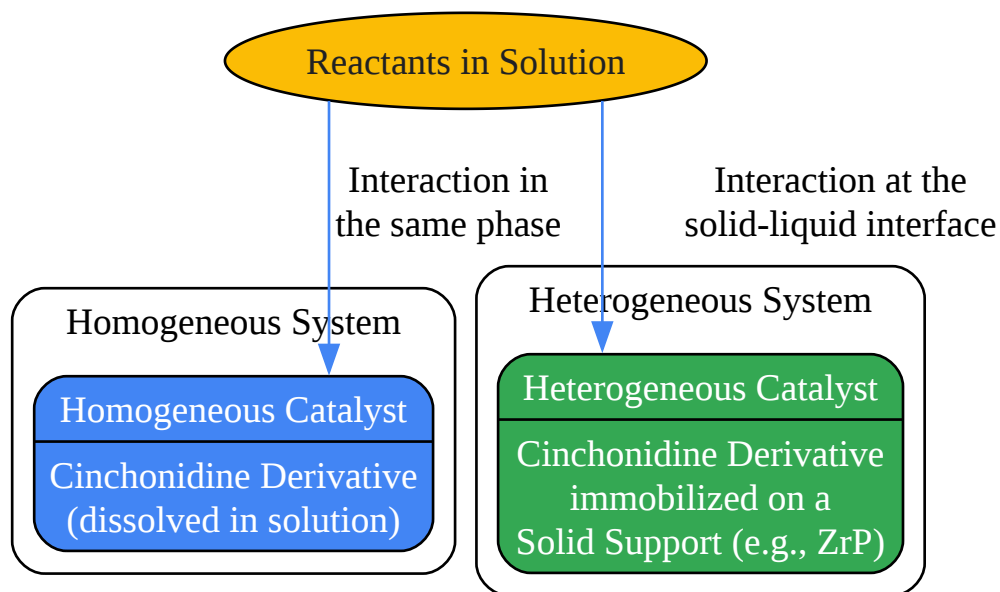 Reactants in Solution
Interaction in
the same phase
Interaction at the
solid-liquid interface
Homogeneous System
Homogeneous Catalyst
Cinchonidine Derivative
(dissolved in solution)
Heterogeneous System
Heterogeneous Catalyst
Cinchonidine Derivative
immobilized on a
Solid Support (e.g., ZrP)